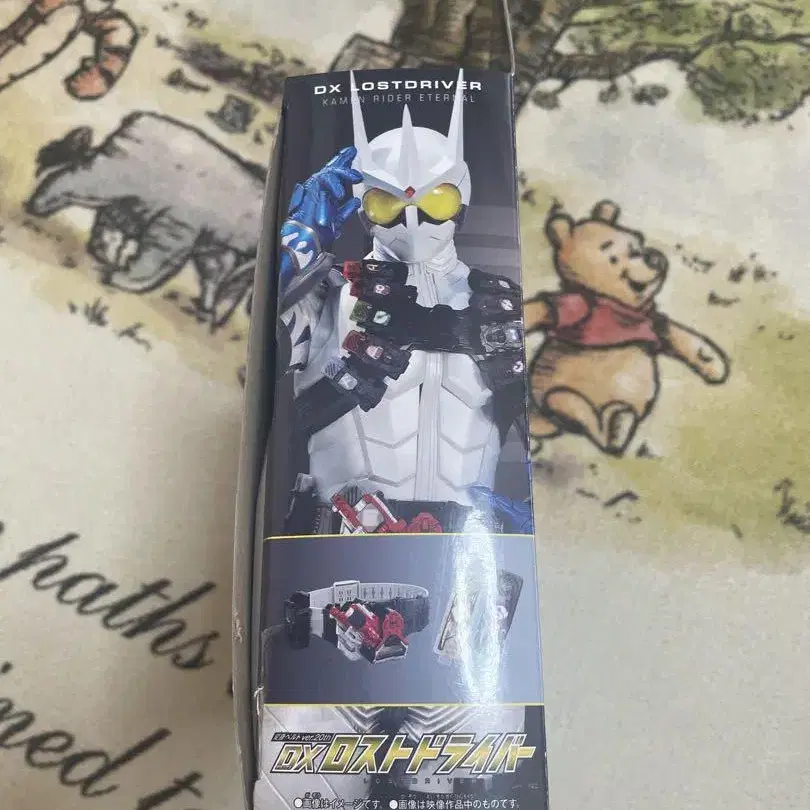 DX LOSTDRIVER
KAMEN RIDER ETERNAL
paths
変身ベルト ver.20th
DXロストドライバー
LOSTDRIVER
●画像はイメージです。 ●画像は映像作品中のものです。